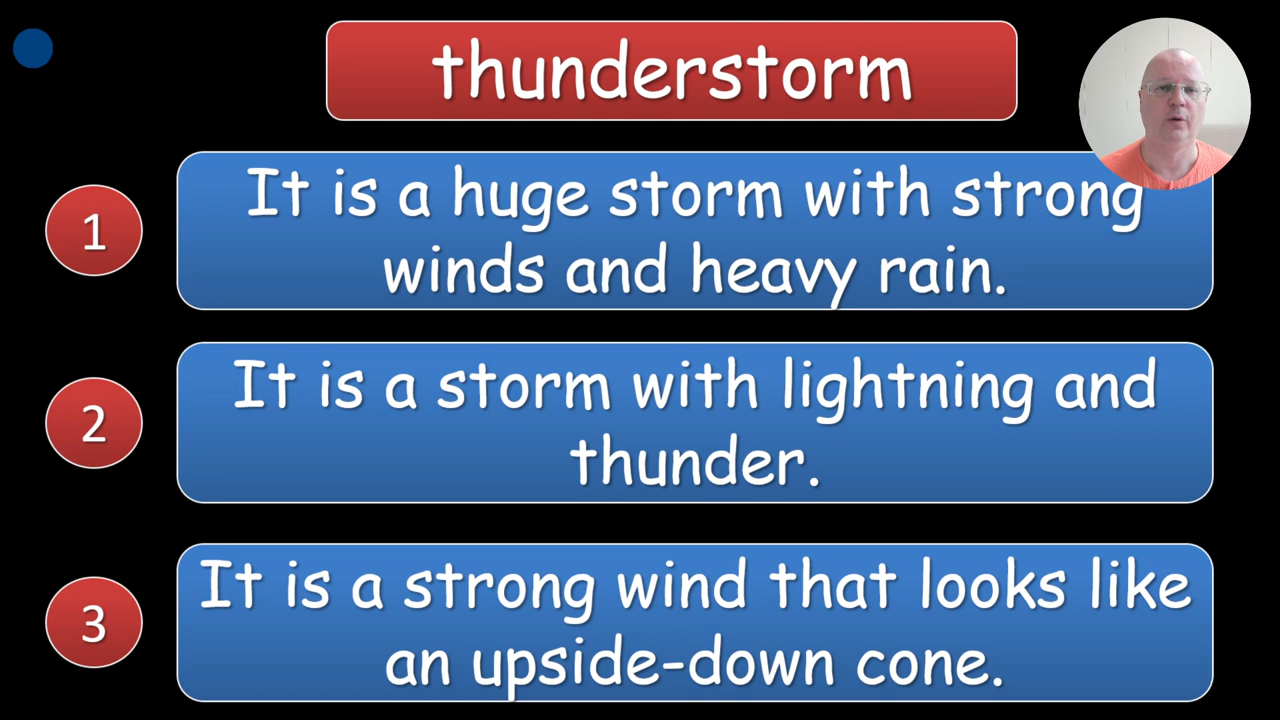 thunderstorm
1
It is a huge storm with strong
winds and heavy rain.
2
It is a storm with lightning and
thunder.
3
It is a strong wind that looks like
an upside-down cone.